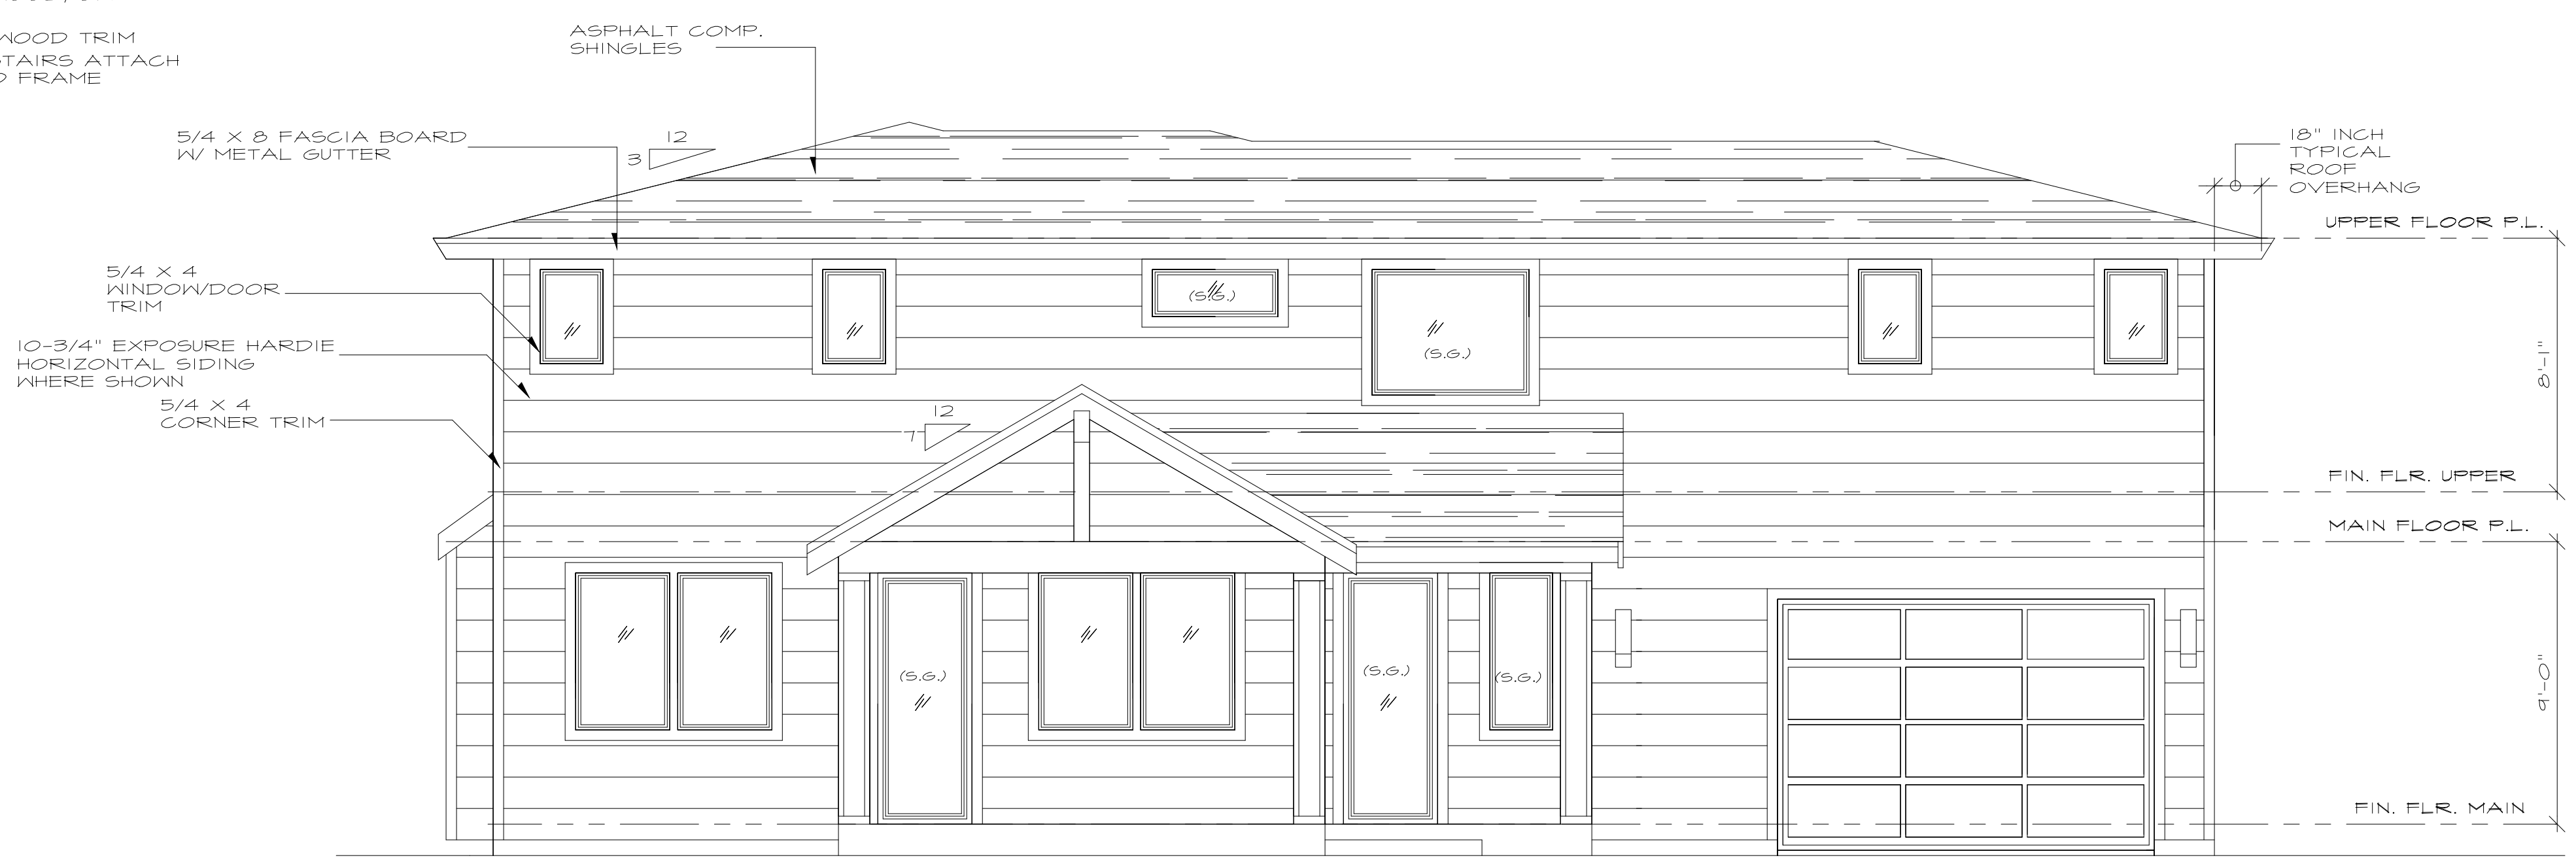 WOOD TRIM
STAIRS ATTACH
FRAME
ASPHALT COMP.
SHINGLES
5/4 X 8 FASCIA BOARD
W/ METAL GUTTER
12
3
18" INCH
TYPICAL
ROOF
OVERHANG
UPPER FLOOR P.L.
5/4 X 4
WINDOW/DOOR
TRIM
(S.G.)
(S.G.)
10-3/4" EXPOSURE HARDIE
HORIZONTAL SIDING
WHERE SHOWN
8'-1"
5/4 X 4
CORNER TRIM
12
7
FIN. FLR. UPPER
MAIN FLOOR P.L.
(S.G.)
(S.G.)
(S.G.)
9'-0"
FIN. FLR. MAIN